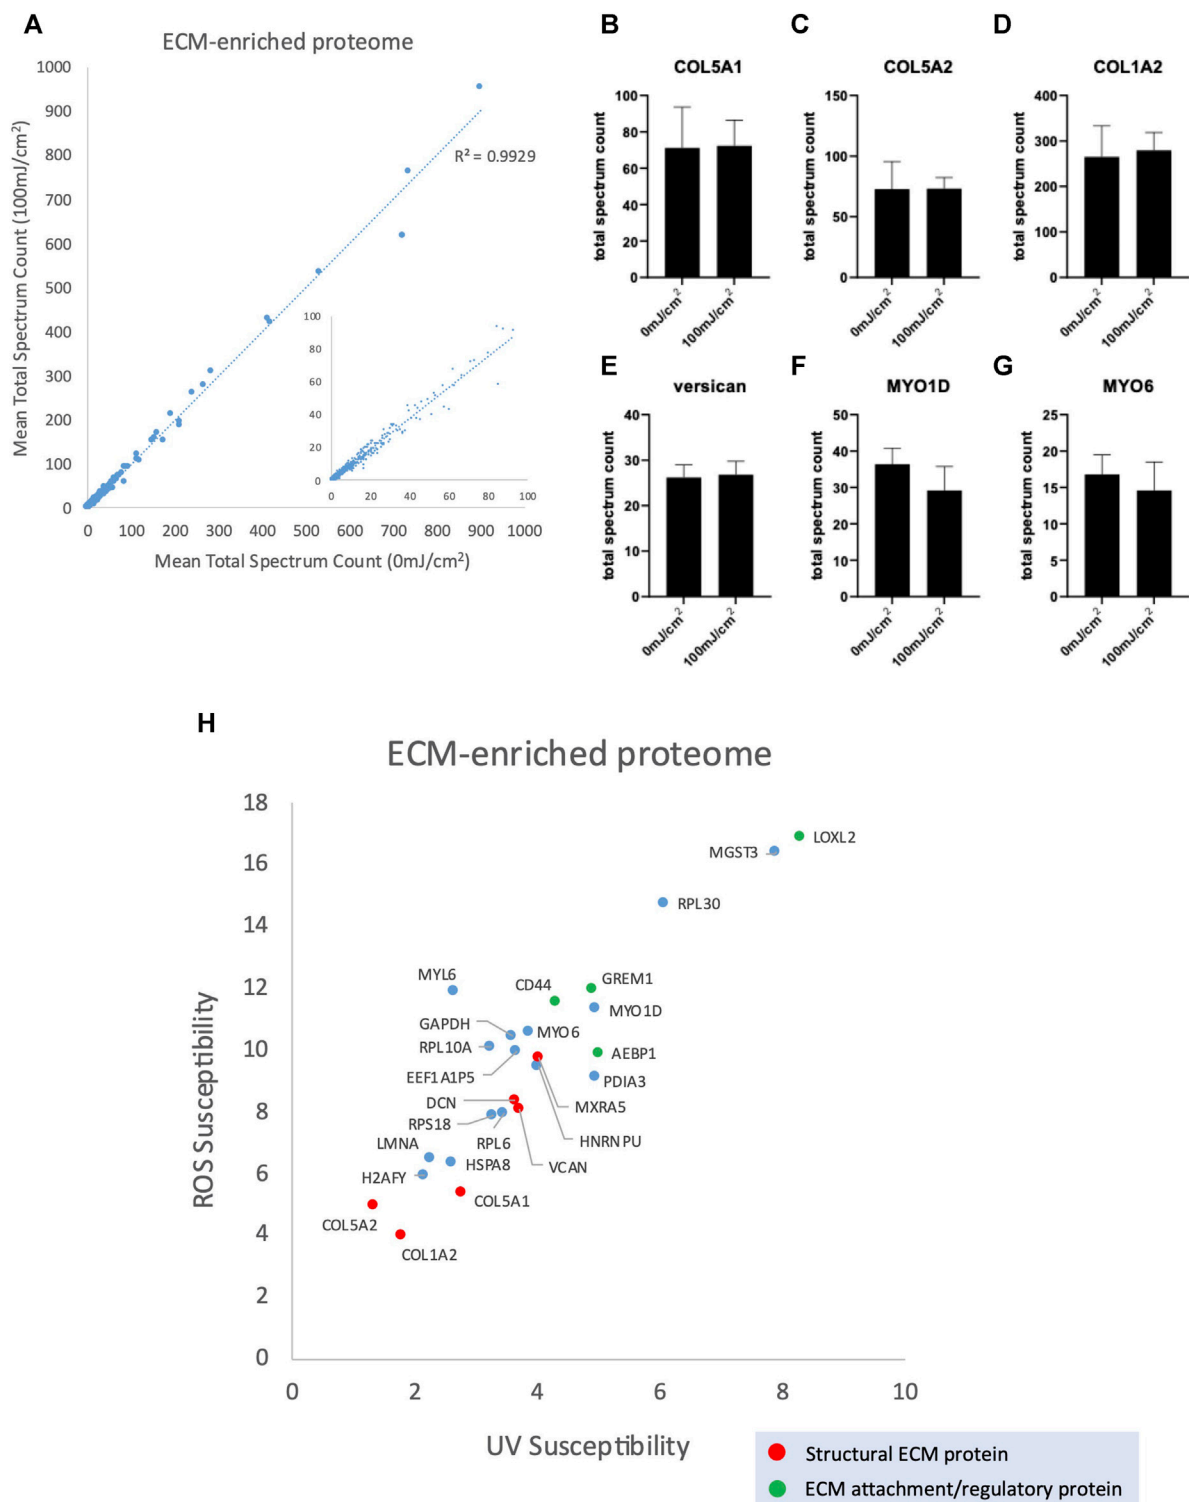 A
ECM-enriched proteome
Mean Total Spectrum Count (100mJ/cm²)
1000
900
800
700
600
500
400
300
200
100
0
R² = 0.9929
100
80
60
40
20
0
0 20 40 60 80 100
0 100 200 300 400 500 600 700 800 900 1000
Mean Total Spectrum Count (0mJ/cm²)
B
COL5A1
total spectrum count
100
80
60
40
20
0
0mJ/cm²
100mJ/cm²
C
COL5A2
total spectrum count
150
100
50
0
0mJ/cm²
100mJ/cm²
D
COL1A2
total spectrum count
400
300
200
100
0
0mJ/cm²
100mJ/cm²
E
versican
total spectrum count
40
30
20
10
0
0mJ/cm²
100mJ/cm²
F
MYO1D
total spectrum count
50
40
30
20
10
0
0mJ/cm²
100mJ/cm²
G
MYO6
total spectrum count
25
20
15
10
5
0
0mJ/cm²
100mJ/cm²
H
ECM-enriched proteome
ROS Susceptibility
18
16
14
12
10
8
6
4
2
0
LOXL2
MGST3
RPL30
MYL6
CD44
GREM1
MYO1D
GAPDH
MYO6
RPL10A
AEBP1
EEF1A1P5
PDIA3
DCN
MXRA5
RPS18
RPL6
HNRNPU
LMNA
HSPA8
VCAN
H2AFY
COL5A1
COL5A2
COL1A2
0 2 4 6 8 10
UV Susceptibility
Structural ECM protein
ECM attachment/regulatory protein